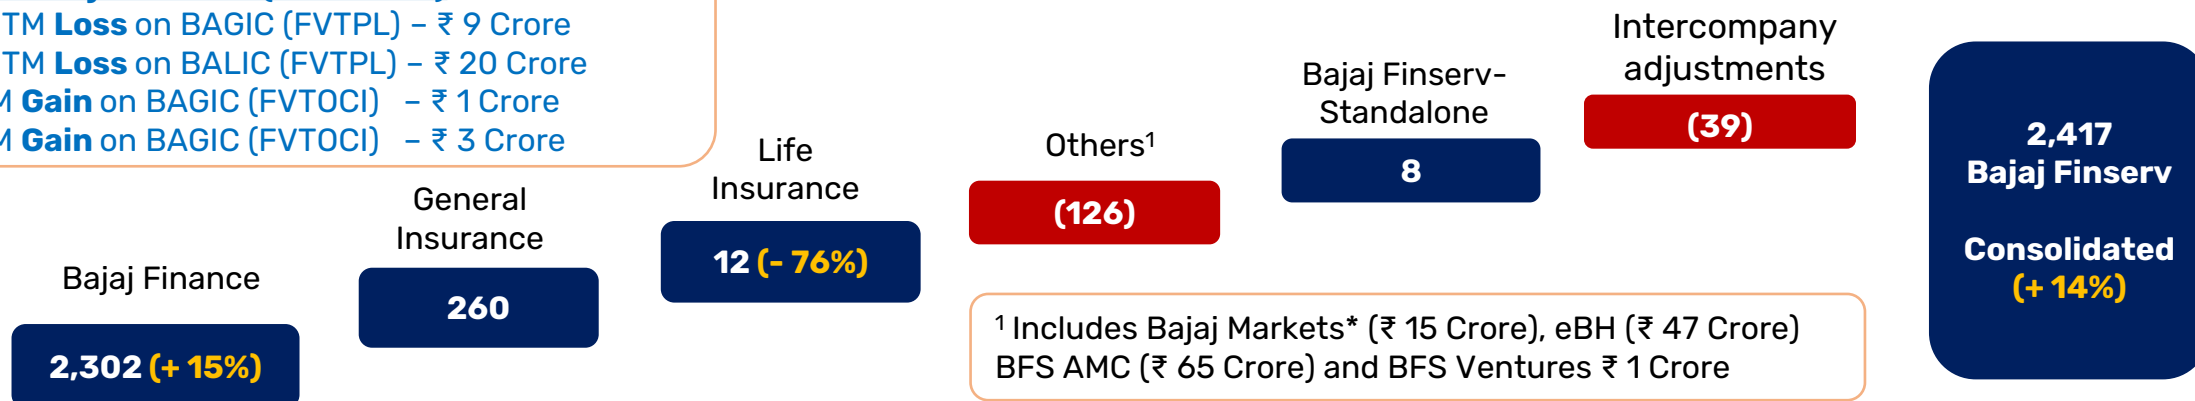 TM Loss on BAGIC (FVTPL) – ₹ 9 Crore
TM Loss on BALIC (FVTPL) – ₹ 20 Crore
M Gain on BAGIC (FVTOCI) – ₹ 1 Crore
M Gain on BAGIC (FVTOCI) – ₹ 3 Crore
Bajaj Finance
2,302 (+ 15%)
General
Insurance
260
Life
Insurance
12 (- 76%)
Others¹
(126)
Bajaj Finserv-
Standalone
8
Intercompany
adjustments
(39)
2,417
Bajaj Finserv
Consolidated
(+ 14%)
¹ Includes Bajaj Markets* (₹ 15 Crore), eBH (₹ 47 Crore)
BFS AMC (₹ 65 Crore) and BFS Ventures ₹ 1 Crore